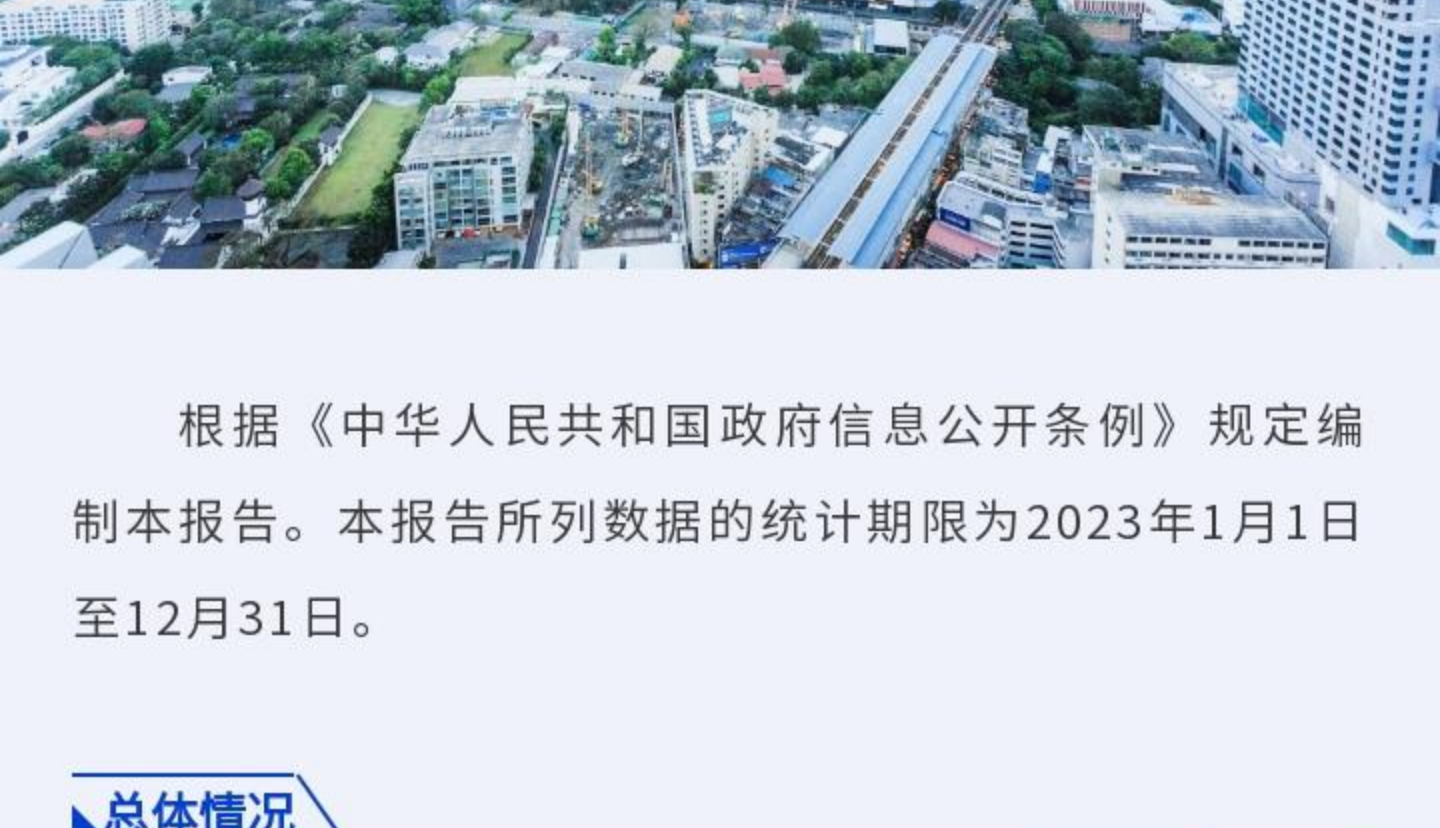 根据《中华人民共和国政府信息公开条例》规定编
制本报告。本报告所列数据的统计期限为2023年1月1日
至12月31日。
总体情况